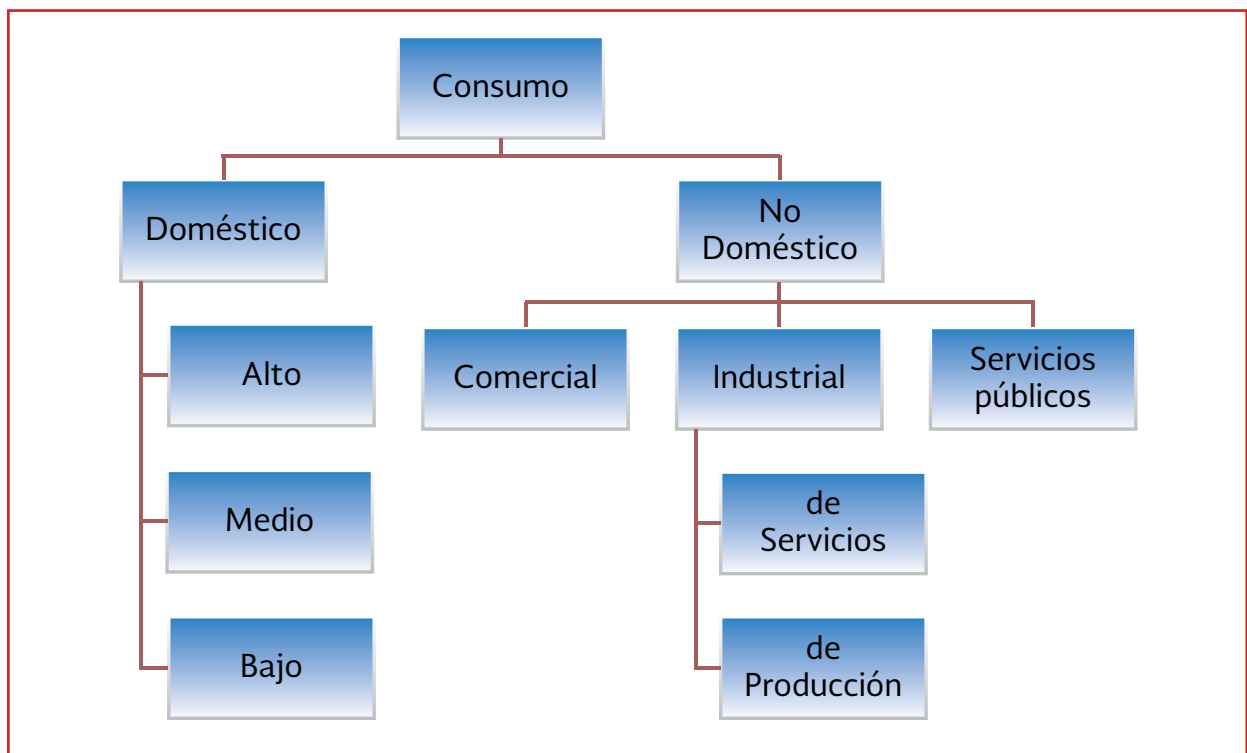 Consumo
Doméstico
No
Doméstico
Alto
Medio
Bajo
Comercial
Industrial
Servicios
públicos
de
Servicios
de
Producción